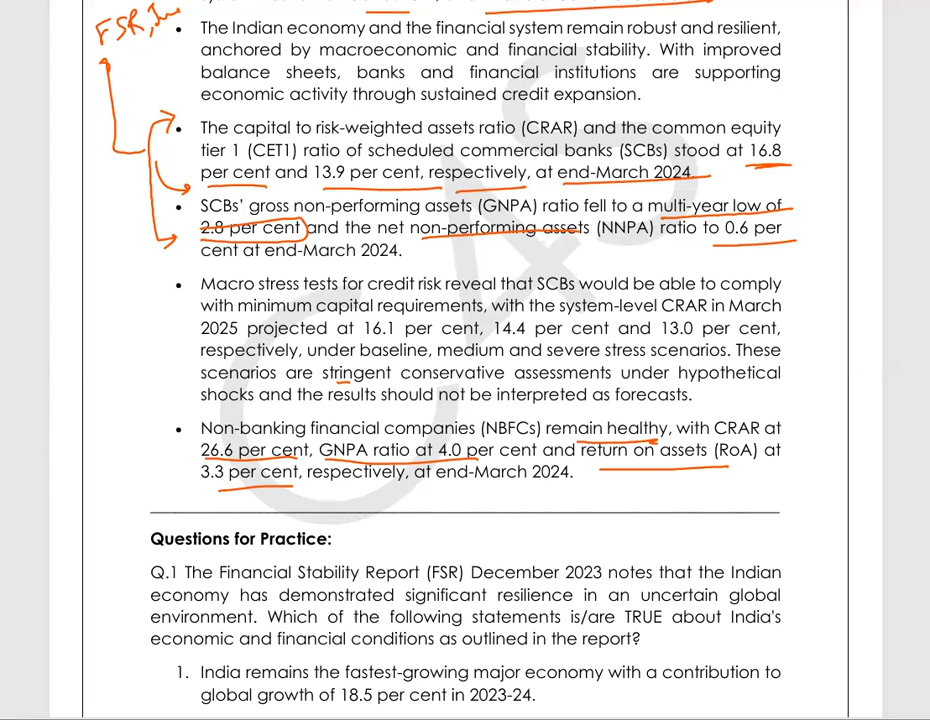 FSR,
• The Indian economy and the financial system remain robust and resilient,
anchored by macroeconomic and financial stability. With improved
balance sheets, banks and financial institutions are supporting
economic activity through sustained credit expansion.
• The capital to risk-weighted assets ratio (CRAR) and the common equity
tier 1 (CET1) ratio of scheduled commercial banks (SCBs) stood at 16.8
per cent and 13.9 per cent, respectively, at end-March 2024.
• SCBs’ gross non-performing assets (GNPA) ratio fell to a multi-year low of
2.8 per cent and the net non-performing assets (NNPA) ratio to 0.6 per
cent at end-March 2024.
• Macro stress tests for credit risk reveal that SCBs would be able to comply
with minimum capital requirements, with the system-level CRAR in March
2025 projected at 16.1 per cent, 14.4 per cent and 13.0 per cent,
respectively, under baseline, medium and severe stress scenarios. These
scenarios are stringent conservative assessments under hypothetical
shocks and the results should not be interpreted as forecasts.
• Non-banking financial companies (NBFCs) remain healthy, with CRAR at
26.6 per cent, GNPA ratio at 4.0 per cent and return on assets (RoA) at
3.3 per cent, respectively, at end-March 2024.
Questions for Practice:
Q.1 The Financial Stability Report (FSR) December 2023 notes that the Indian
economy has demonstrated significant resilience in an uncertain global
environment. Which of the following statements is/are TRUE about India's
economic and financial conditions as outlined in the report?
1. India remains the fastest-growing major economy with a contribution to
global growth of 18.5 per cent in 2023-24.